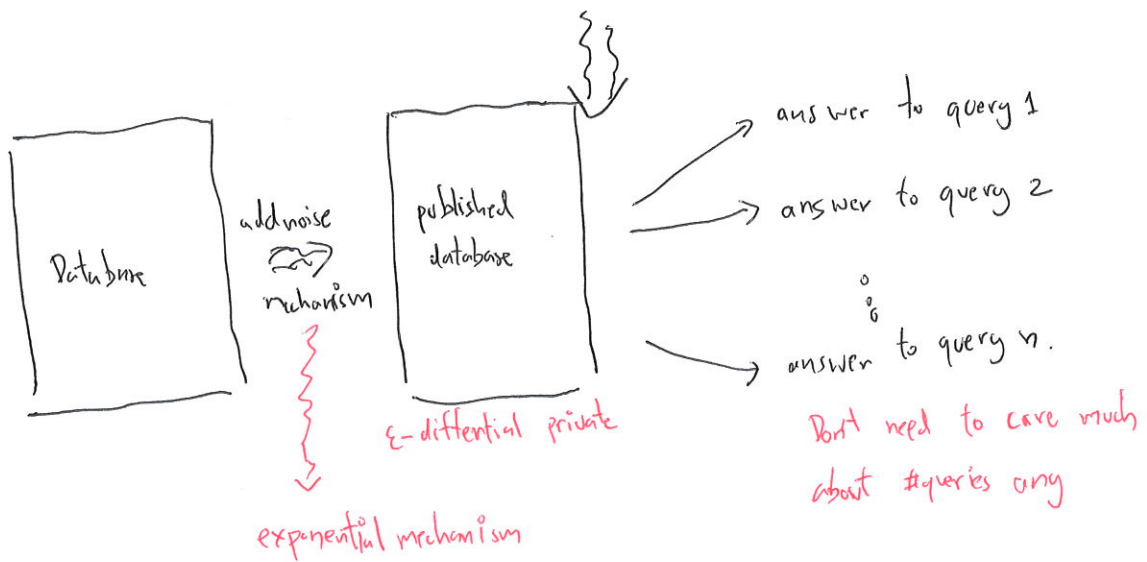 Database
add noise
mechanism
published
database
answer to query 1
answer to query 2
answer to query n.
ε-diffential private
exponential mechanism
Don't need to care much
about #queries any